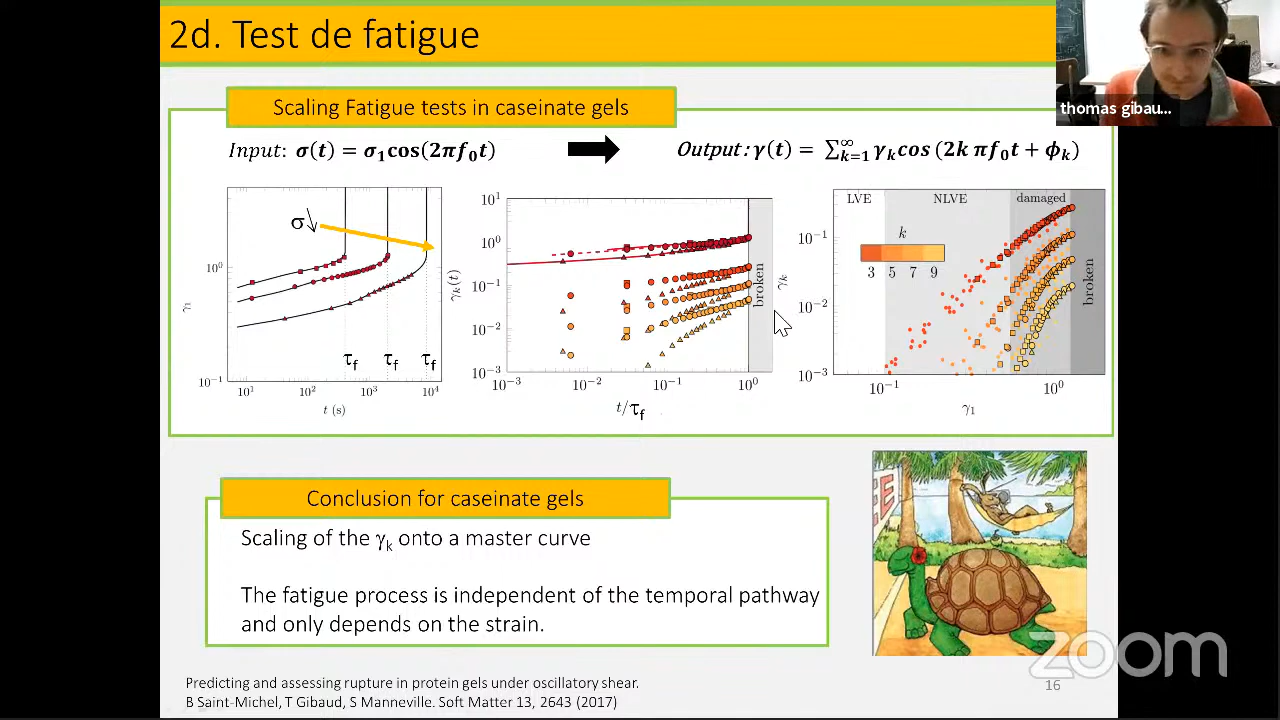 2d. Test de fatigue
thomas gibau...
Scaling Fatigue tests in caseinate gels
Input: σ(t) = σ₁cos(2πf₀t)
Output: γ(t) = ∑ₖ₌₁^∞ γₖcos (2k πf₀t + ϕₖ)
σ↘
γ₁
10⁰
10⁻¹
τf τf τf
10¹ 10² 10³ 10⁴
t (s)
γₖ(t)
10¹
10⁰
10⁻¹
10⁻²
10⁻³
broken
10⁻³ 10⁻² 10⁻¹ 10⁰
t/τf
LVE NLVE damaged
γₖ
k
3 5 7 9
broken
10⁻¹
10⁻²
10⁻³
10⁻¹ 10⁰
γ₁
Conclusion for caseinate gels
Scaling of the γₖ onto a master curve
The fatigue process is independent of the temporal pathway
and only depends on the strain.
zoom
Predicting and assessing rupture in protein gels under oscillatory shear.
B Saint-Michel, T Gibaud, S Manneville. Soft Matter 13, 2643 (2017)
16